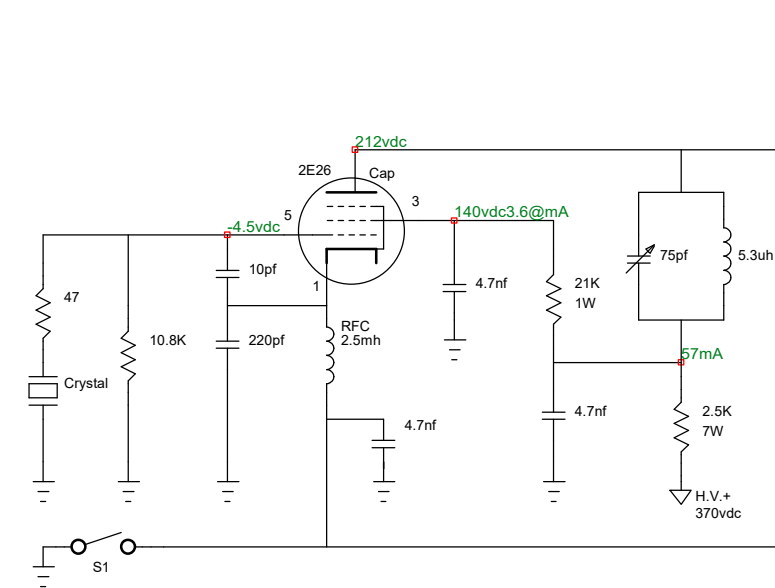 212vdc
2E26
Cap
3
5
140vdc3.6@mA
-4.5vdc
10pf
75pf
5.3uh
1
4.7nf
21K
1W
47
RFC
2.5mh
10.8K
220pf
57mA
Crystal
4.7nf
4.7nf
2.5K
7W
H.V.+
370vdc
S1